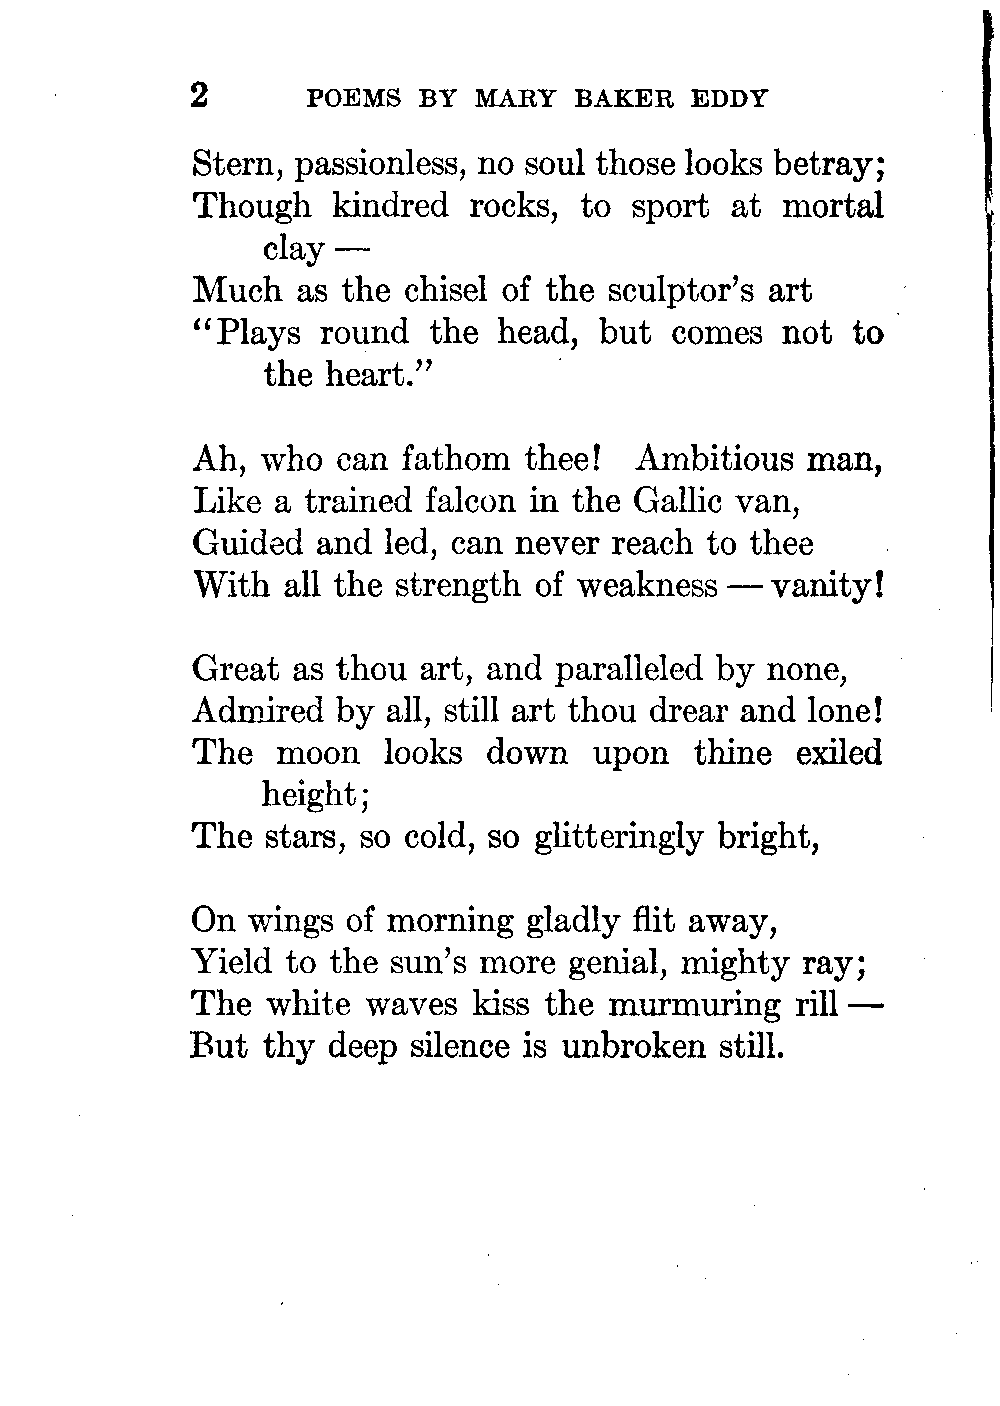 2 POEMS BY MARY BAKER EDDY
Stern, passionless, no soul those looks betray;
Though kindred rocks, to sport at mortal
clay —
Much as the chisel of the sculptor's art
"Plays round the head, but comes not to
the heart."
Ah, who can fathom thee! Ambitious man,
Like a trained falcon in the Gallic van,
Guided and led, can never reach to thee
With all the strength of weakness — vanity!
Great as thou art, and paralleled by none,
Admired by all, still art thou drear and lone!
The moon looks down upon thine exiled
height;
The stars, so cold, so glitteringly bright,
On wings of morning gladly flit away,
Yield to the sun's more genial, mighty ray;
The white waves kiss the murmuring rill —
But thy deep silence is unbroken still.